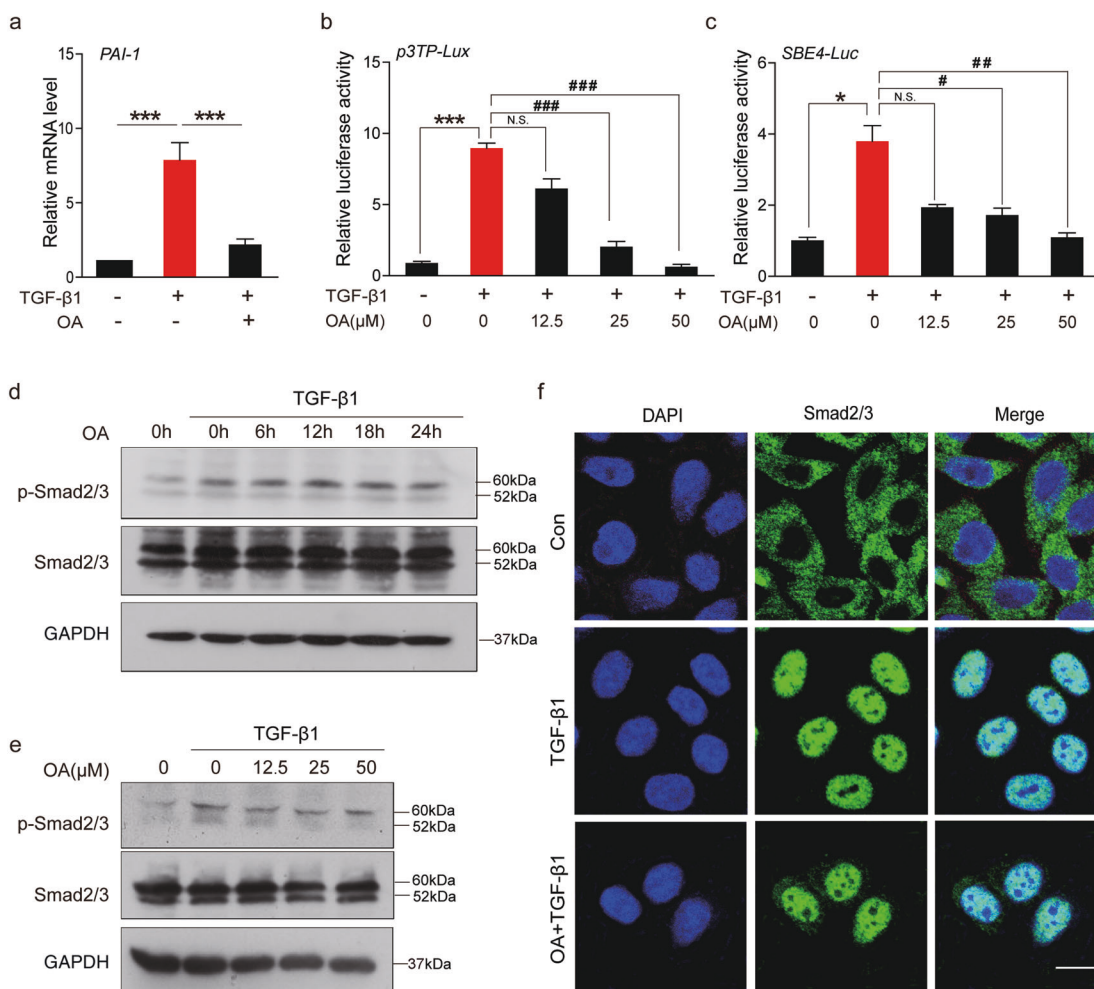 a
PAI-1
Relative mRNA level
15
10
5
0
*** ***
TGF-β1 - + +
OA - - +
b
p3TP-Lux
Relative luciferase activity
15
10
5
0
###
###
*** N.S.
TGF-β1 - + + + +
OA(μM) 0 0 12.5 25 50
c
SBE4-Luc
Relative luciferase activity
6
4
2
0
##
#
* N.S.
TGF-β1 - + + + +
OA(μM) 0 0 12.5 25 50
d
TGF-β1
OA 0h 0h 6h 12h 18h 24h
p-Smad2/3 60kDa
52kDa
Smad2/3 60kDa
52kDa
GAPDH 37kDa
e
TGF-β1
OA(μM) 0 0 12.5 25 50
p-Smad2/3 60kDa
52kDa
Smad2/3 60kDa
52kDa
GAPDH 37kDa
f
DAPI Smad2/3 Merge
Con
TGF-β1
OA+TGF-β1